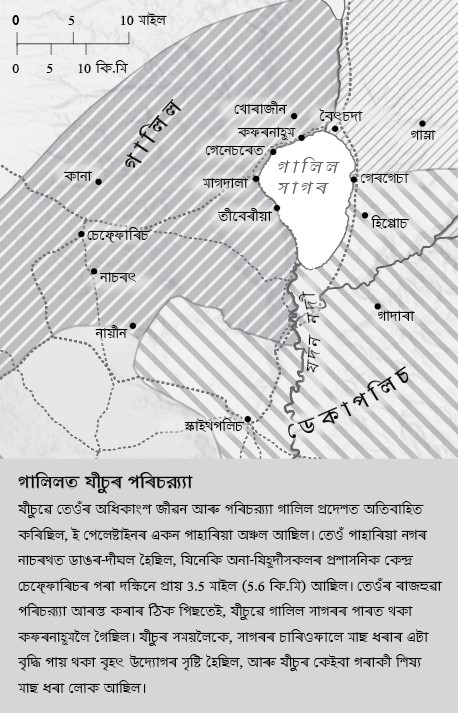 0 5 10 মাইল
0 5 10 কি.মি
গালিল
খোৰাজীন
বৈৎচদা
কফৰনাহূম
গাম্লা
গেনেচৰেত
গালিল
সাগৰ
কানা
মাগদালা
গেৰগেচা
তীবেৰীয়া
হিপ্পোচ
চেফ্ফোৰিচ
নাচৰৎ
গাদাৰা
যৰ্দন নদী
নায়ীন
ডেকাপলিচ
স্কাইথপলিচ
গালিলত যীচুৰ পৰিচৰ্য্যা
যীচুৱে তেওঁৰ অধিকাংশ জীৱন আৰু পৰিচৰ্য্যা গালিল প্ৰদেশত অতিবাহিত
কৰিছিল, ই পেলেষ্টাইনৰ একন পাহাৰিয়া অঞ্চল আছিল। তেওঁ পাহাৰিয়া নগৰ
নাচৰথত ডাঙৰ-দীঘল হৈছিল, যিনেকি অনা-যিহূদীসকলৰ প্ৰশাসনিক কেন্দ্ৰ
চেফ্ফোৰিচৰ পৰা দক্ষিনে প্ৰায় 3.5 মাইল (5.6 কি.মি) আছিল। তেওঁৰ ৰাজহুৱা
পৰিচৰ্য্যা আৰম্ভ কৰাৰ ঠিক পিছতেই, যীচুৱে গালিল সাগৰৰ পাৰত থকা
কফৰনাহূমলৈ গৈছিল। যীচুৰ সময়লৈকে, সাগৰৰ চাৰিওফালে মাছ ধৰাৰ এটা
বৃদ্ধি পায় থকা বৃহৎ উদ্যোগৰ সৃষ্টি হৈছিল, আৰু যীচুৰ কেইবা গৰাকী শিষ্য
মাছ ধৰা লোক আছিল।